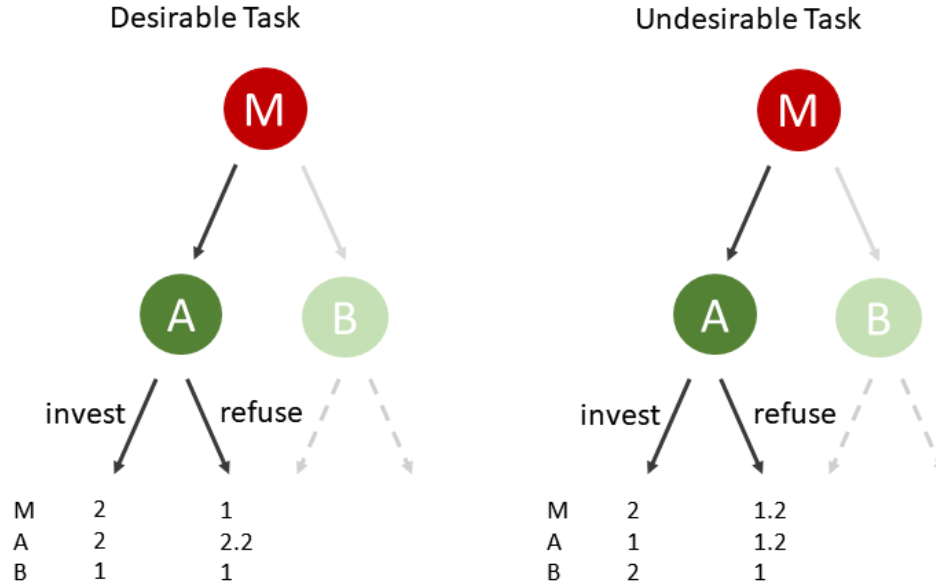 Desirable Task
Undesirable Task
M
M
A
B
A
B
invest
refuse
invest
refuse
M 2 1
M 2 1.2
A 2 2.2
A 1 1.2
B 1 1
B 2 1